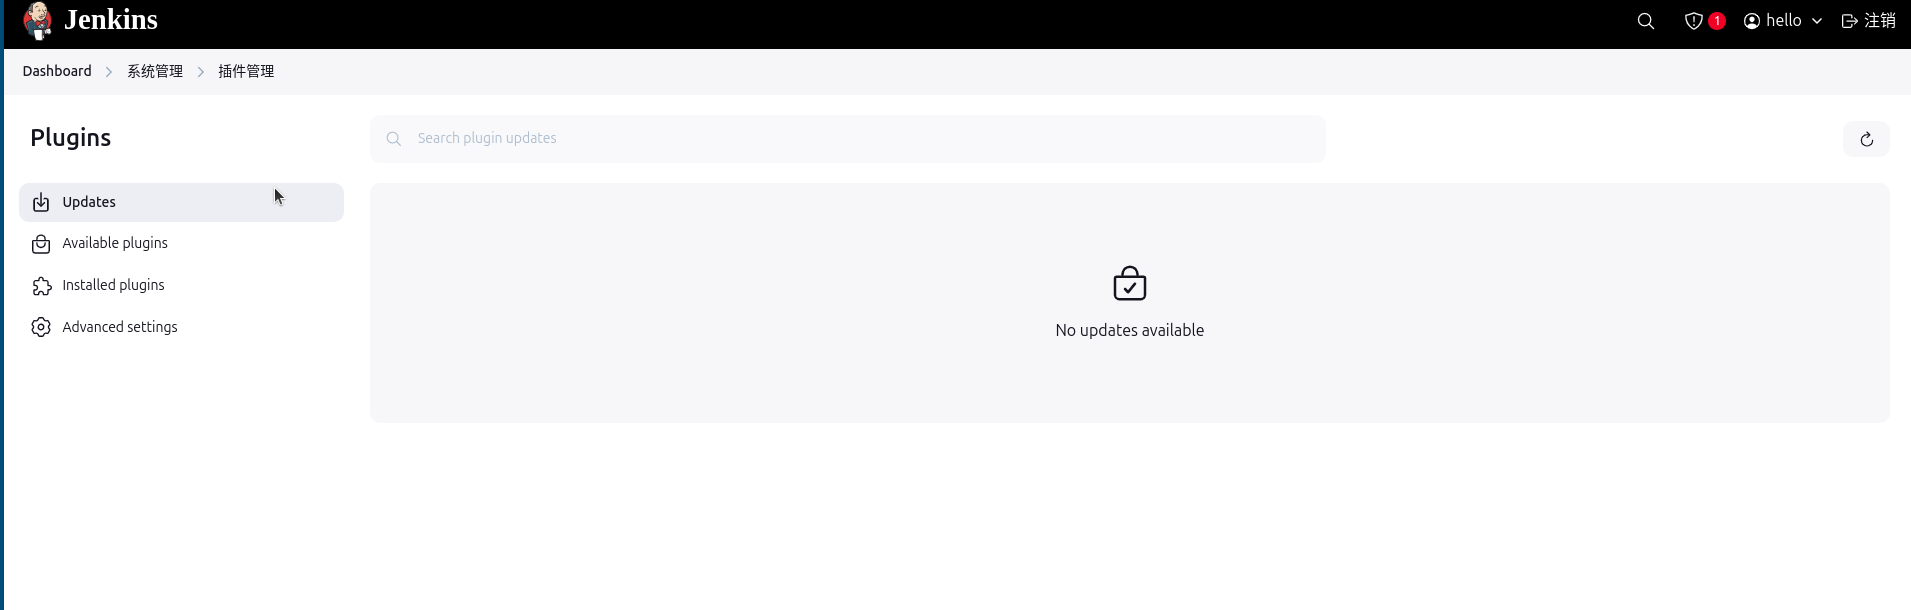 Jenkins
1 hello 注销
Dashboard 系统管理 插件管理
Plugins
Search plugin updates
Updates
Available plugins
Installed plugins
Advanced settings
No updates available